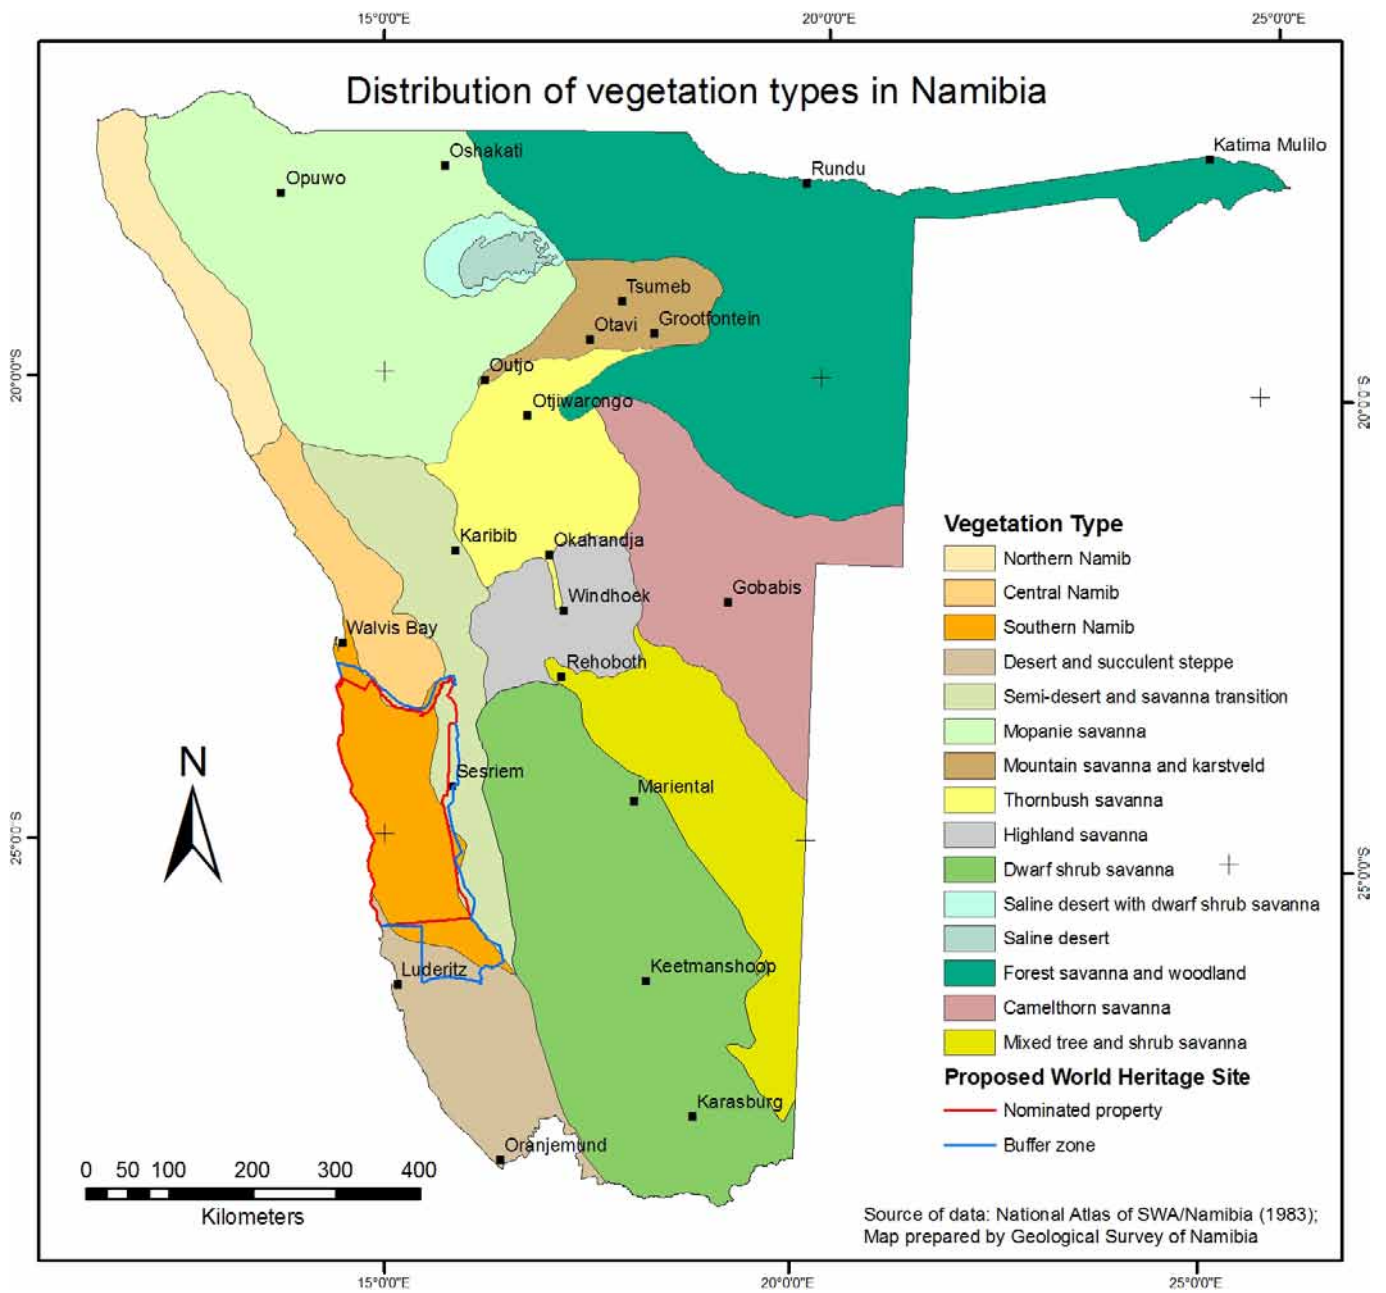 15°0'0"E
20°0'0"E
25°0'0"E
Distribution of vegetation types in Namibia
Katima Mulilo
Oshakati
Rundu
Opuwo
Tsumeb
Otavi
Grootfontein
Outjo
20°0'0"S
20°0'0"S
Otjiwarongo
Karibib
Okahandja
Windhoek
Gobabis
Walvis Bay
Rehoboth
N
Sesriem
Mariental
25°0'0"S
25°0'0"S
Luderitz
Keetmanshoop
Karasburg
Oranjemund
Vegetation Type
Northern Namib
Central Namib
Southern Namib
Desert and succulent steppe
Semi-desert and savanna transition
Mopanie savanna
Mountain savanna and karstveld
Thornbush savanna
Highland savanna
Dwarf shrub savanna
Saline desert with dwarf shrub savanna
Saline desert
Forest savanna and woodland
Camelthorn savanna
Mixed tree and shrub savanna
Proposed World Heritage Site
Nominated property
Buffer zone
0 50 100 200 300 400
Kilometers
Source of data: National Atlas of SWA/Namibia (1983);
Map prepared by Geological Survey of Namibia
15°0'0"E
20°0'0"E
25°0'0"E